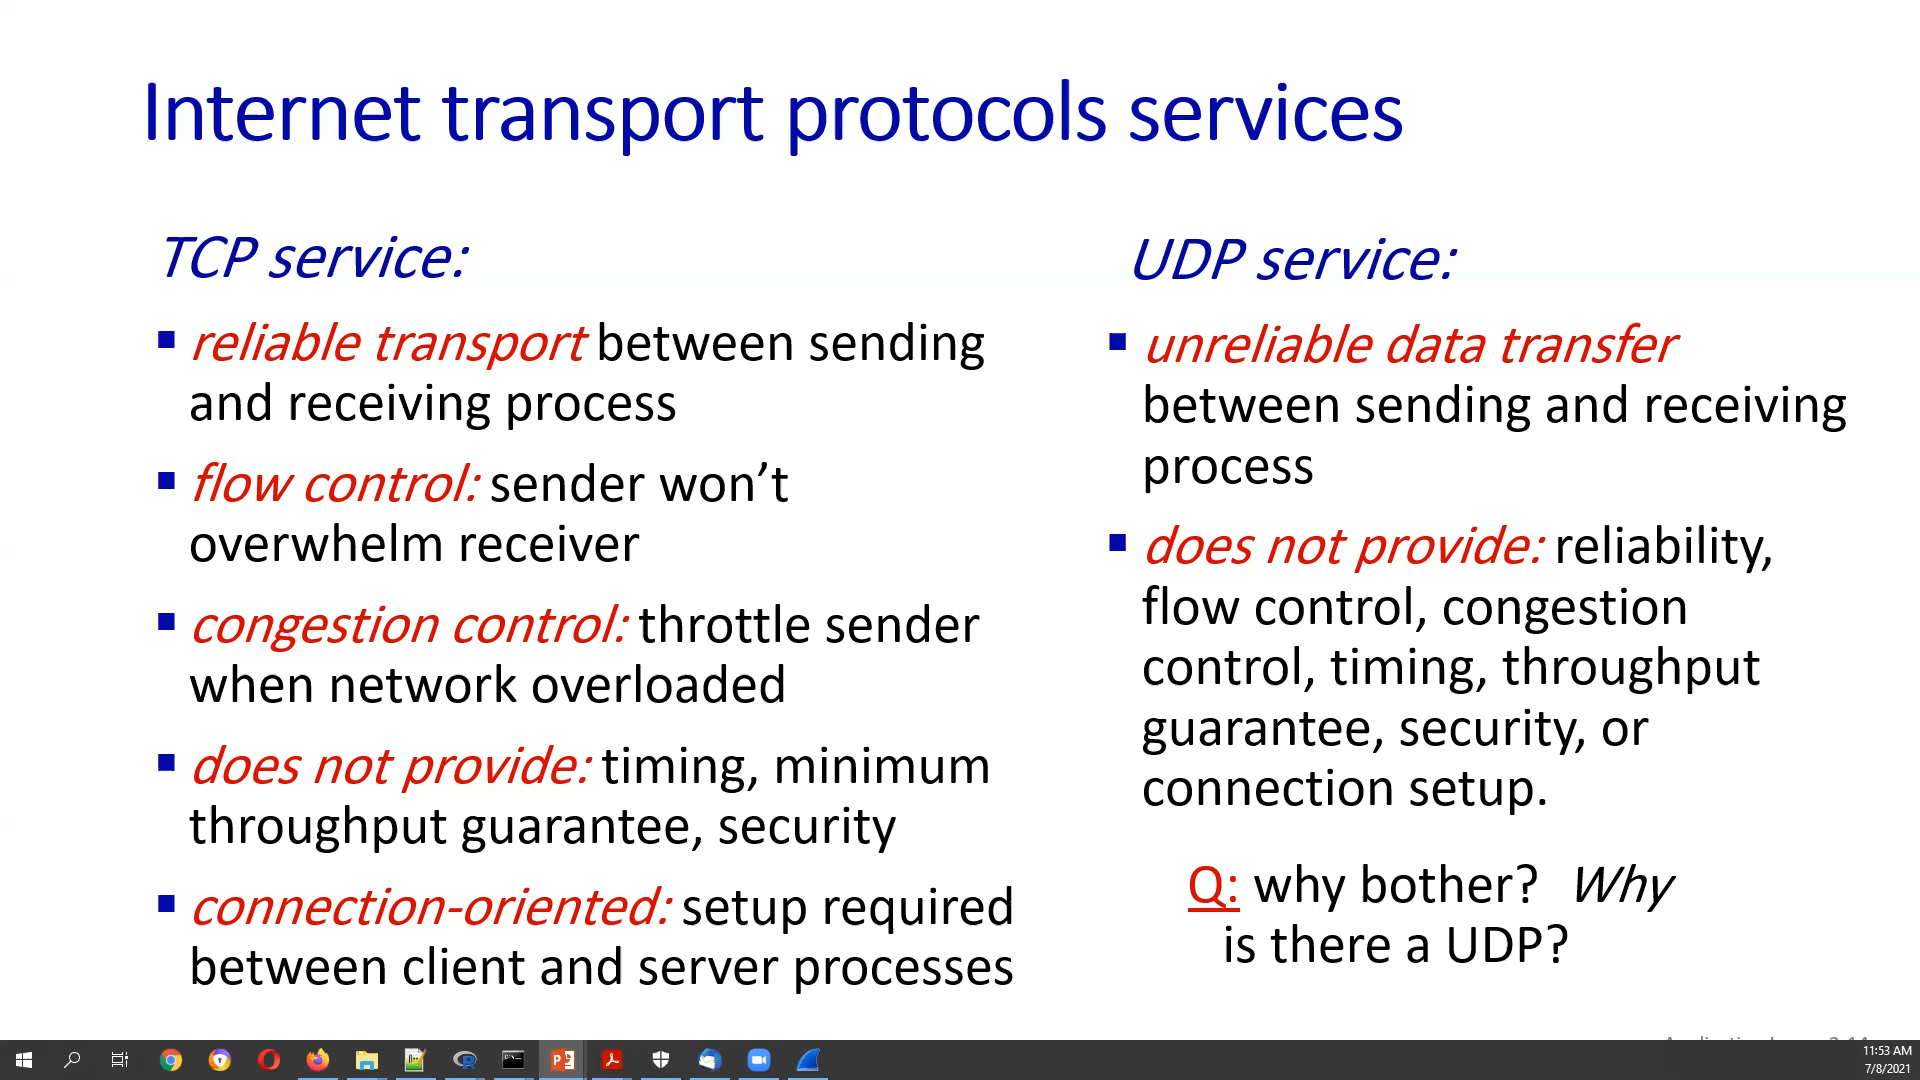 Internet transport protocols services
TCP service:
reliable transport between sending
and receiving process
flow control: sender won’t
overwhelm receiver
congestion control: throttle sender
when network overloaded
does not provide: timing, minimum
throughput guarantee, security
connection-oriented: setup required
between client and server processes
UDP service:
unreliable data transfer
between sending and receiving
process
does not provide: reliability,
flow control, congestion
control, timing, throughput
guarantee, security, or
connection setup.
Q: why bother? Why
is there a UDP?
11:53 AM
7/8/2021